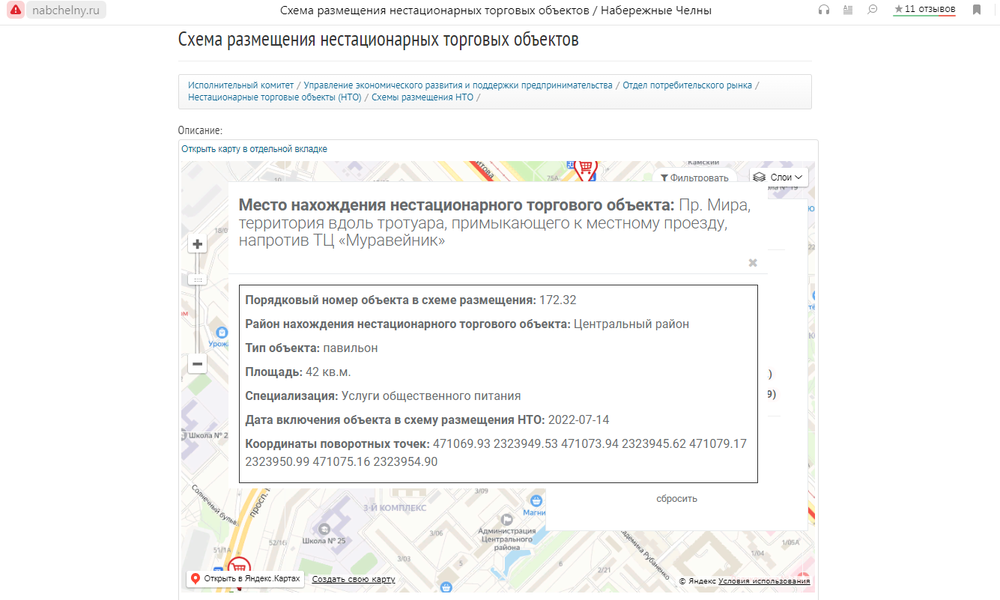 nabchelny.ru
Схема размещения нестационарных торговых объектов / Набережные Челны
11 отзывов
Схема размещения нестационарных торговых объектов
Исполнительный комитет / Управление экономического развития и поддержки предпринимательства / Отдел потребительского рынка /
Нестационарные торговые объекты (НТО) / Схемы размещения НТО /
Описание:
Открыть карту в отдельной вкладке
Камский
10
75А
Фильтровать
Слои
Место нахождения нестационарного торгового объекта: Пр. Мира,
территория вдоль тротуара, примыкающего к местному проезду,
напротив ТЦ «Муравейник»
18/0
Порядковый номер объекта в схеме размещения: 172.32
Район нахождения нестационарного торгового объекта: Центральный район
Тип объекта: павильон
Площадь: 42 кв.м.
Специализация: Услуги общественного питания
9)
Дата включения объекта в схему размещения НТО: 2022-07-14
Школа № 2
Координаты поворотных точек: 471069.93 2323949.53 471073.94 2323945.62 471079.17
2323950.99 471075.16 2323954.90
3/09
сбросить
Солнечный бульв.
просп.
3-Й КОМПЛЕКС
Магни
Школа № 25
52/16
3/06
Администрация
Центрального
района
51/1А
3/03
6
2/21
Академика Рубаненко
1/04
1/05А
Открыть в Яндекс.Картах
Создать свою карту
© Яндекс Условия использования